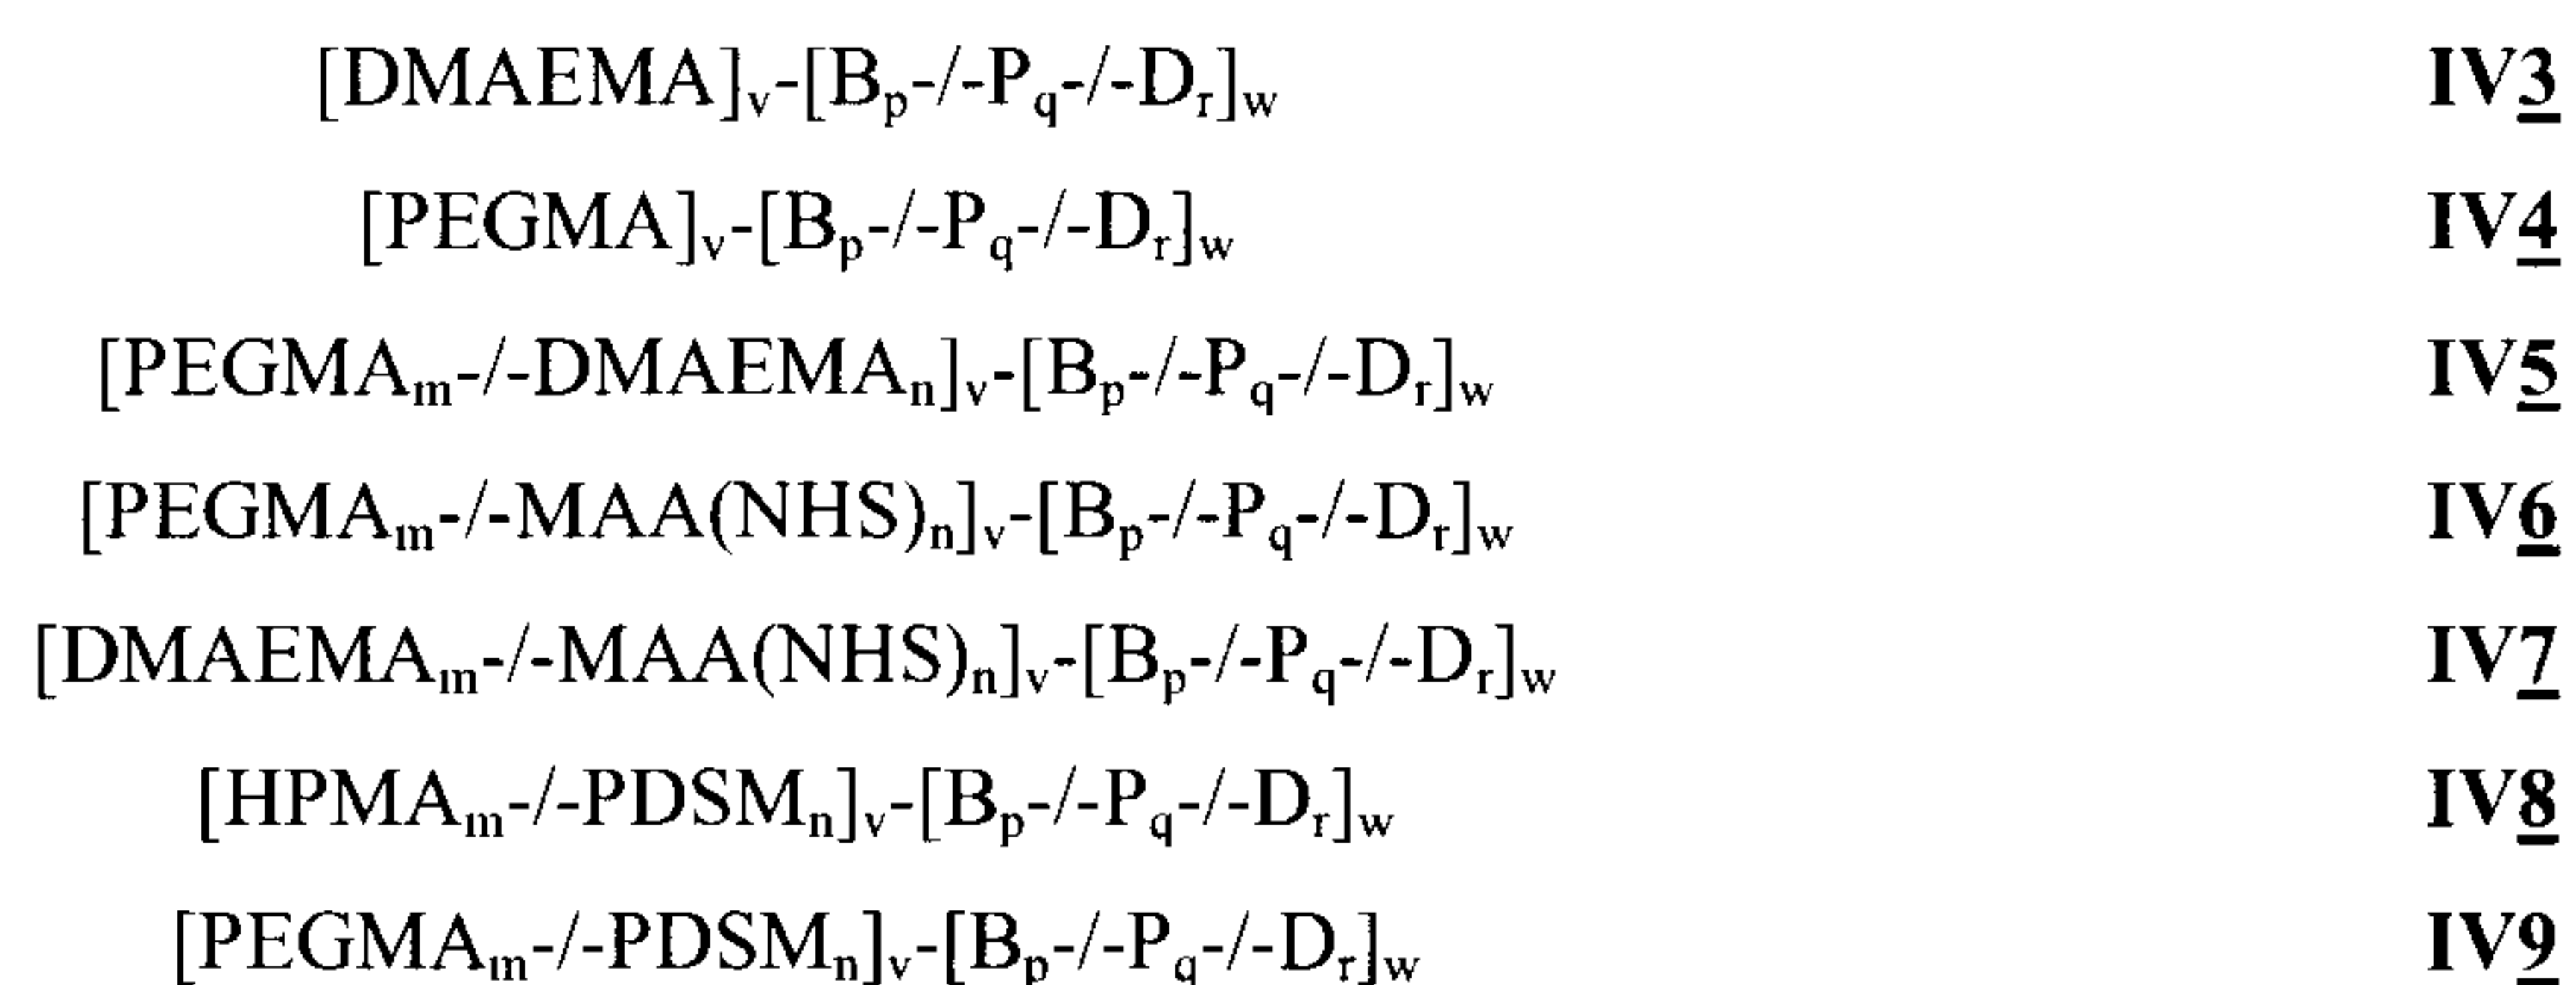 [DMAEMA]v-[Bp-/-Pq-/-Dr]w IV3
[PEGMA]v-[Bp-/-Pq-/-Dr]w IV4
[PEGMAm-/-DMAEMAn]v-[Bp-/-Pq-/-Dr]w IV5
[PEGMAm-/-MAA(NHS)n]v-[Bp-/-Pq-/-Dr]w IV6
[DMAEMAm-/-MAA(NHS)n]v-[Bp-/-Pq-/-Dr]w IV7
[HPMAm-/-PDSMn]v-[Bp-/-Pq-/-Dr]w IV8
[PEGMAm-/-PDSMn]v-[Bp-/-Pq-/-Dr]w IV9